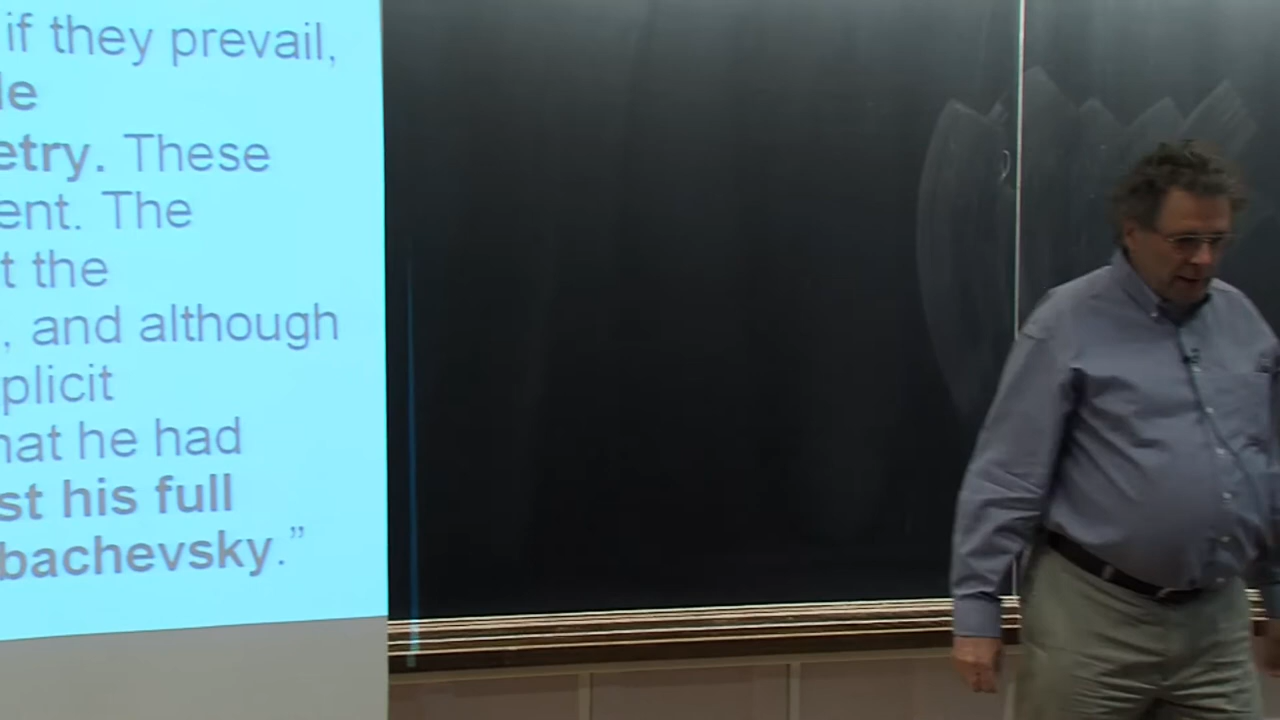 if they prevail,
le
etry. These
ent. The
t the
, and although
plicit
hat he had
st his full
bachevsky.”